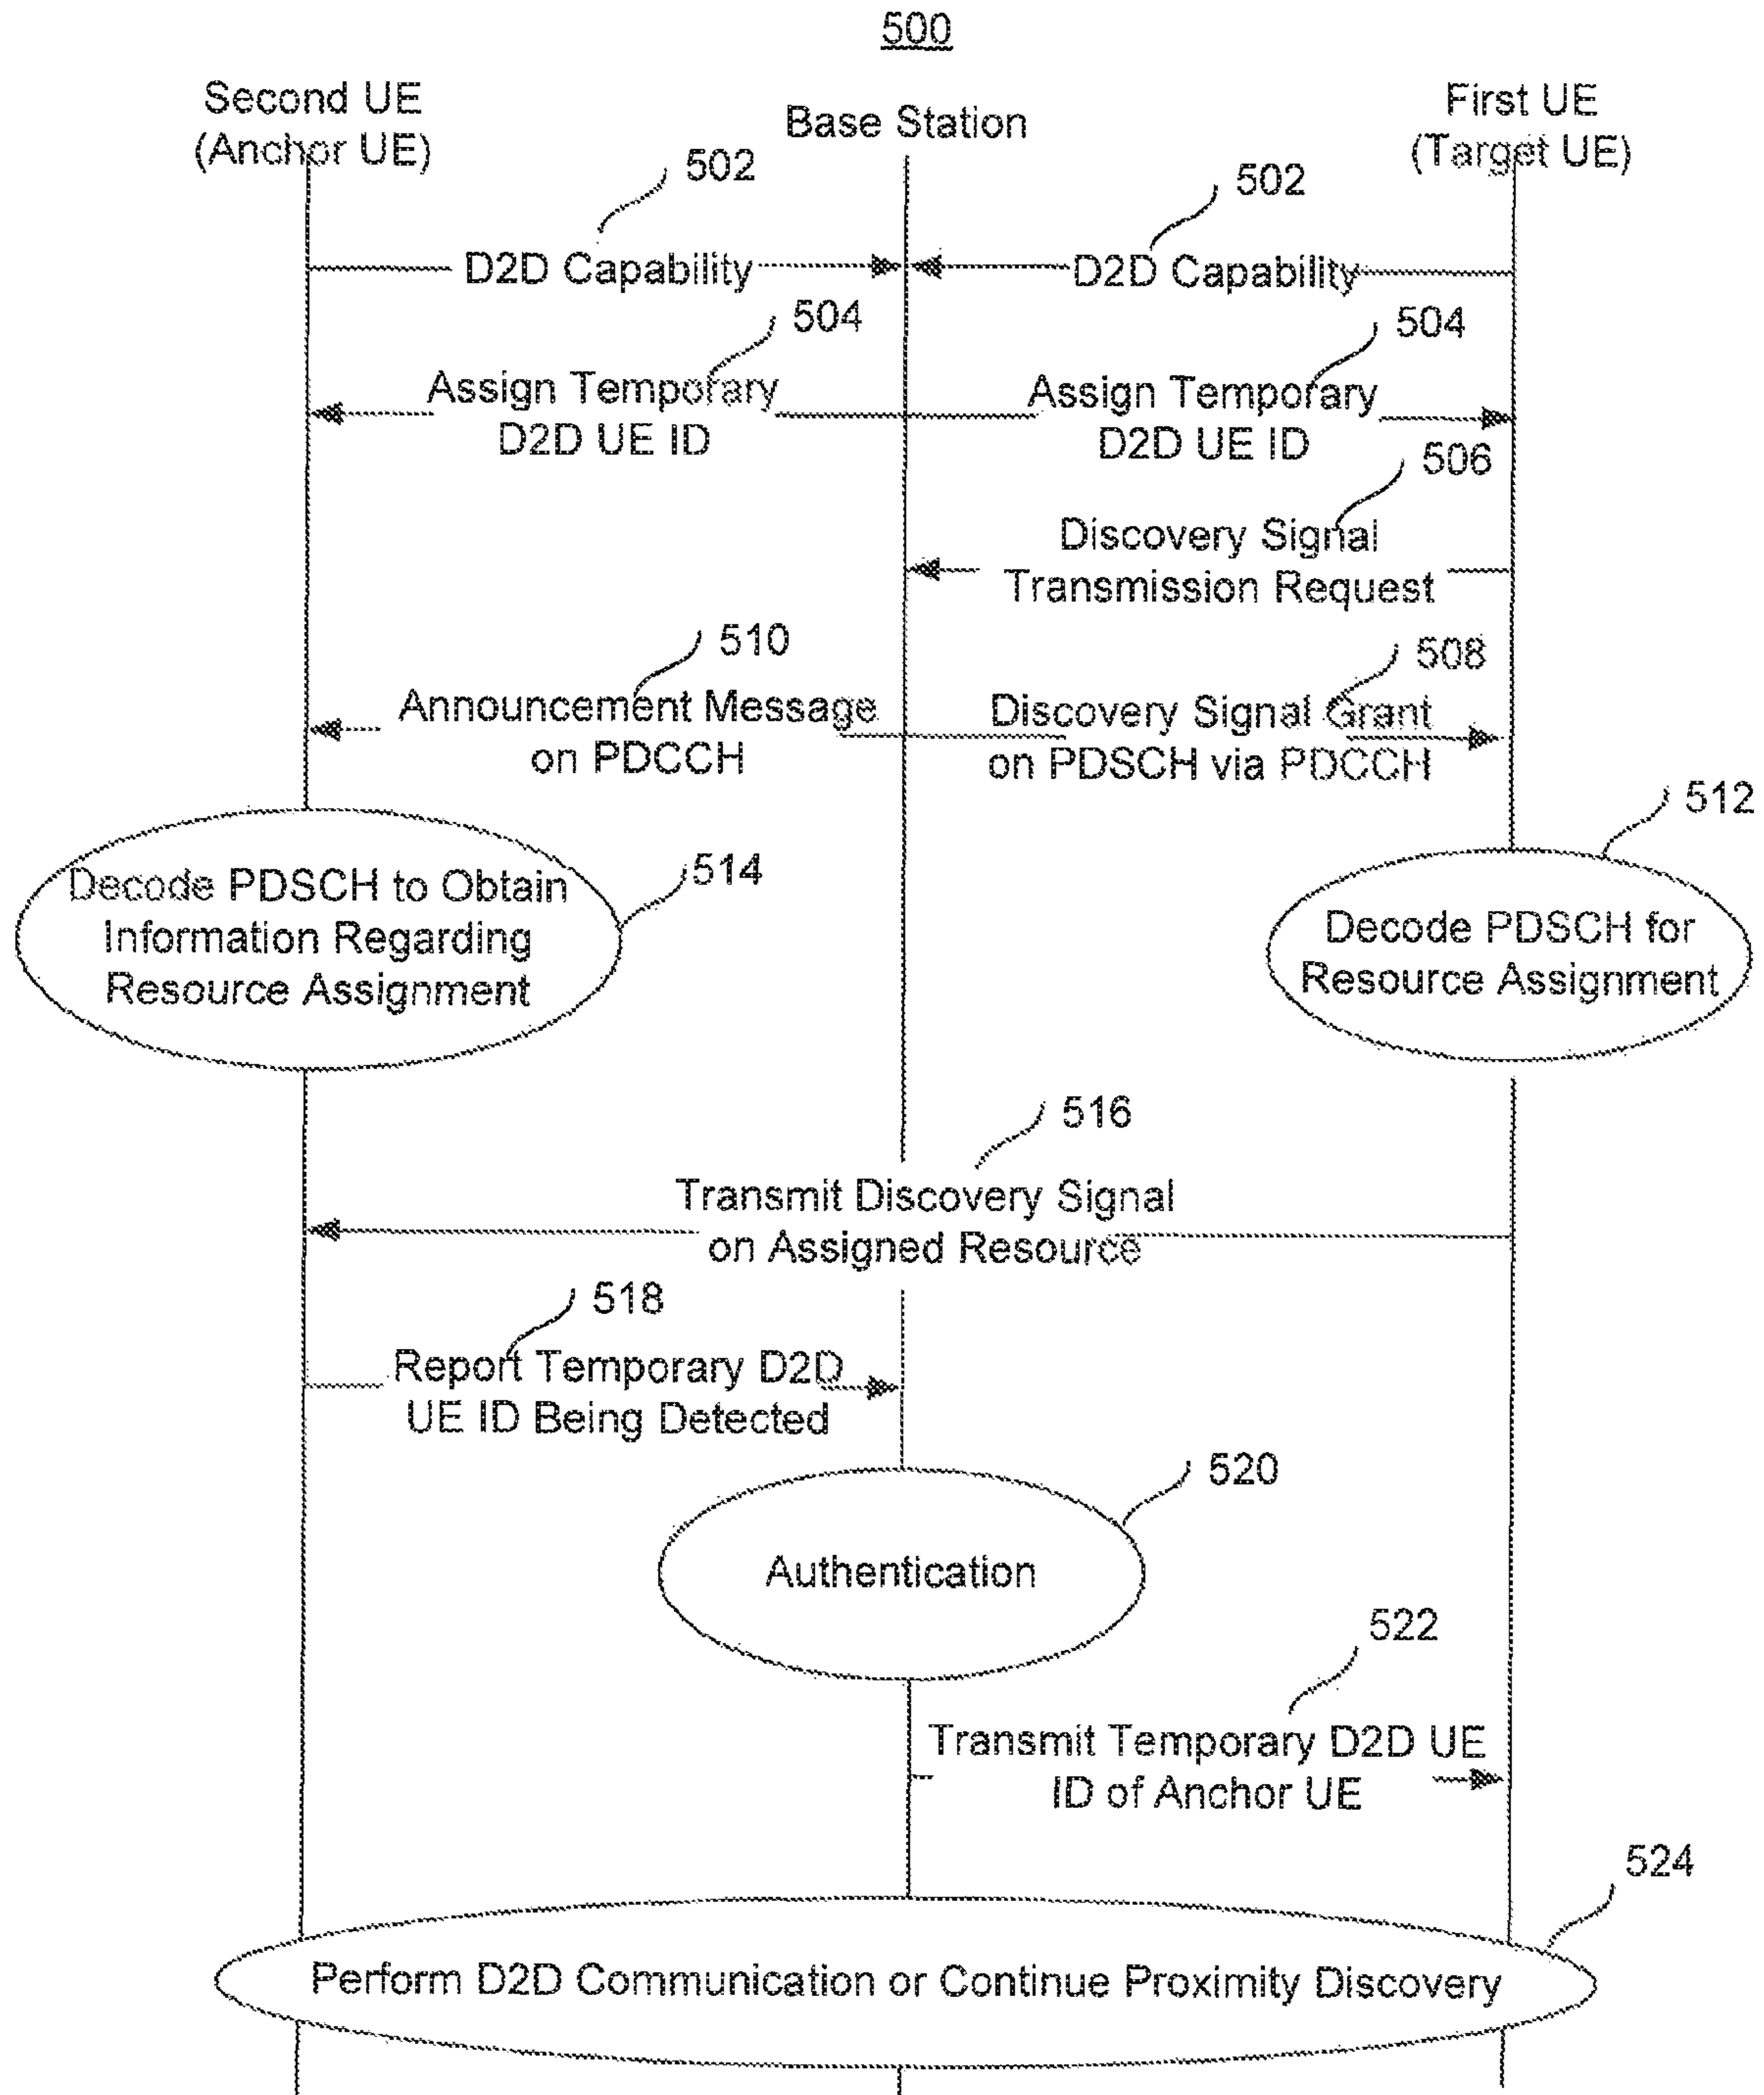 500
Second UE
(Anchor UE)
Base Station
First UE
(Target UE)
502
502
D2D Capability
D2D Capability
504
504
Assign Temporary
D2D UE ID
Assign Temporary
D2D UE ID
506
Discovery Signal
Transmission Request
510
508
Announcement Message
on PDCCH
Discovery Signal Grant
on PDSCH via PDCCH
512
514
Decode PDSCH to Obtain
Information Regarding
Resource Assignment
Decode PDSCH for
Resource Assignment
516
Transmit Discovery Signal
on Assigned Resource
518
Report Temporary D2D
UE ID Being Detected
520
Authentication
522
Transmit Temporary D2D UE
ID of Anchor UE
524
Perform D2D Communication or Continue Proximity Discovery